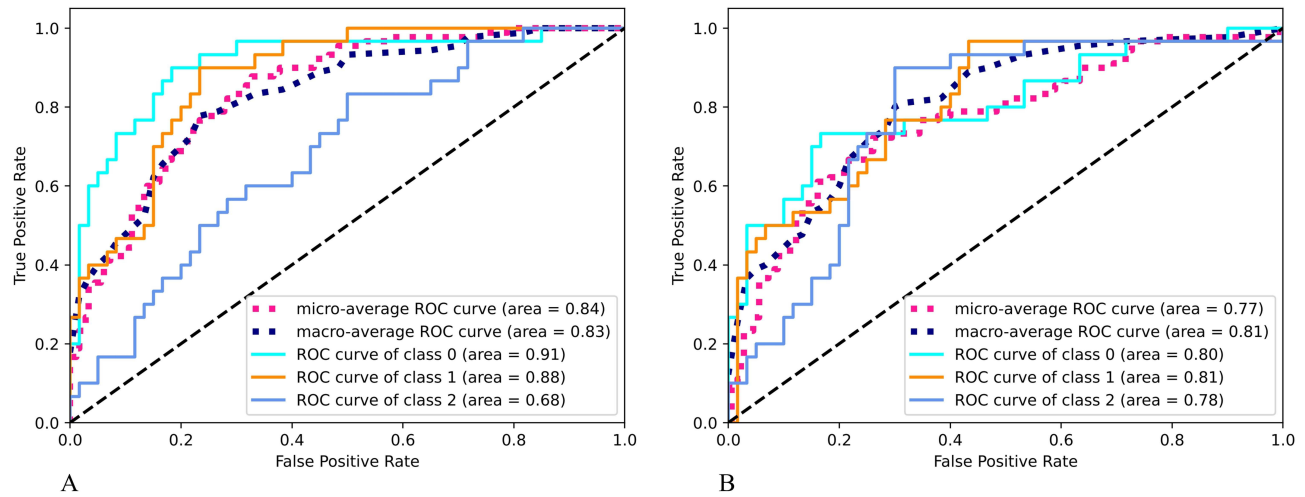 True Positive Rate
1.0
0.8
0.6
0.4
0.2
0.0
micro-average ROC curve (area = 0.84)
macro-average ROC curve (area = 0.83)
ROC curve of class 0 (area = 0.91)
ROC curve of class 1 (area = 0.88)
ROC curve of class 2 (area = 0.68)
0.0 0.2 0.4 0.6 0.8 1.0
False Positive Rate
A
True Positive Rate
1.0
0.8
0.6
0.4
0.2
0.0
micro-average ROC curve (area = 0.77)
macro-average ROC curve (area = 0.81)
ROC curve of class 0 (area = 0.80)
ROC curve of class 1 (area = 0.81)
ROC curve of class 2 (area = 0.78)
0.0 0.2 0.4 0.6 0.8 1.0
False Positive Rate
B